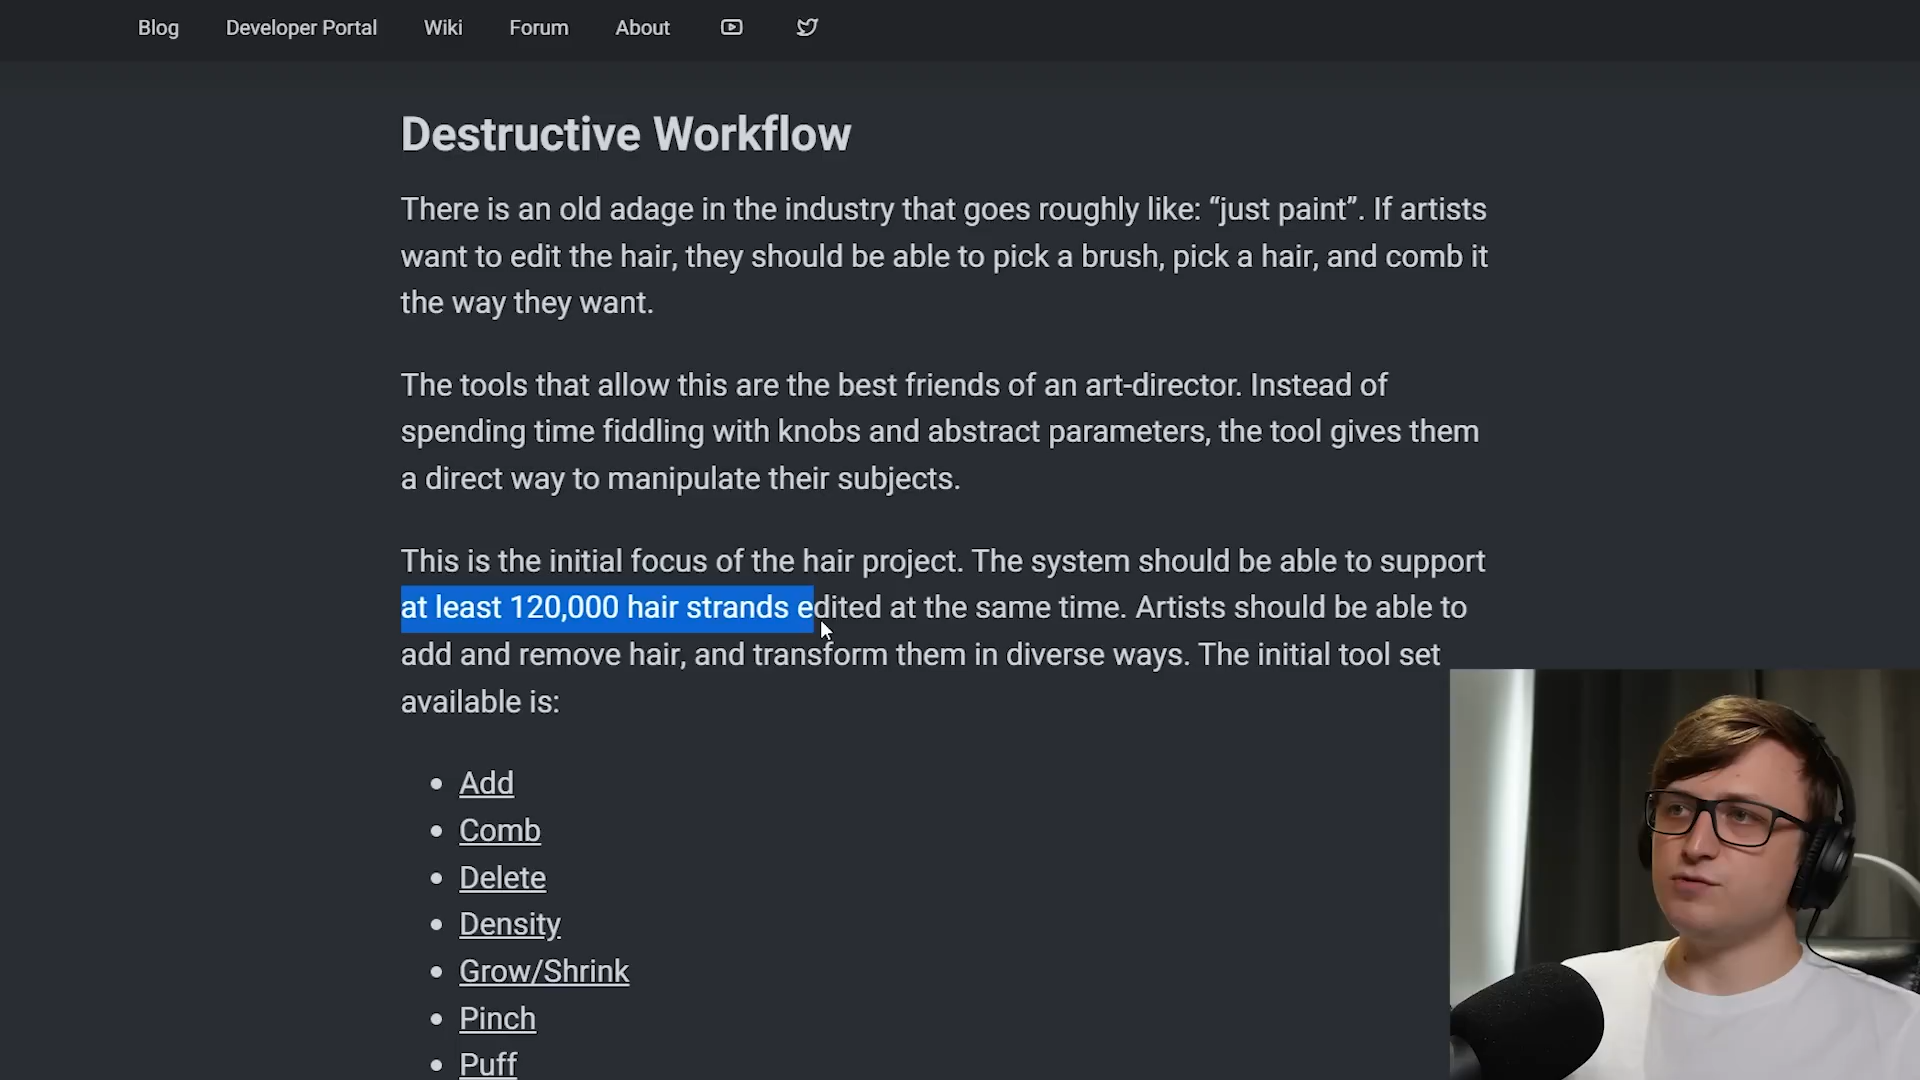 Blog Developer Portal Wiki Forum About
Destructive Workflow
There is an old adage in the industry that goes roughly like: “just paint”. If artists
want to edit the hair, they should be able to pick a brush, pick a hair, and comb it
the way they want.
The tools that allow this are the best friends of an art-director. Instead of
spending time fiddling with knobs and abstract parameters, the tool gives them
a direct way to manipulate their subjects.
This is the initial focus of the hair project. The system should be able to support
at least 120,000 hair strands edited at the same time. Artists should be able to
add and remove hair, and transform them in diverse ways. The initial tool set
available is:
Add
Comb
Delete
Density
Grow/Shrink
Pinch
Puff